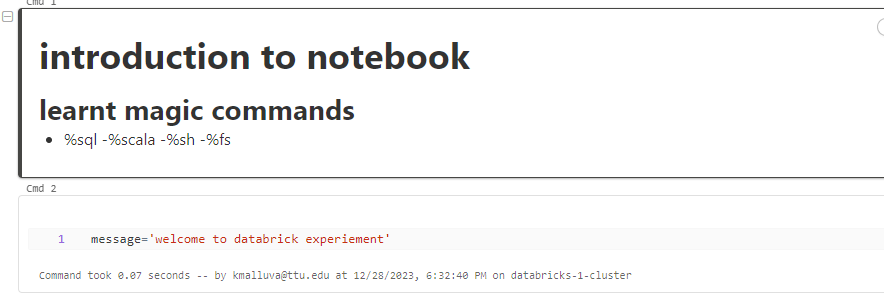 Cmd 1
introduction to notebook
learnt magic commands
• %sql -%scala -%sh -%fs
Cmd 2
1 message='welcome to databrick experiement'
Command took 0.07 seconds -- by kmalluva@ttu.edu at 12/28/2023, 6:32:40 PM on databricks-1-cluster